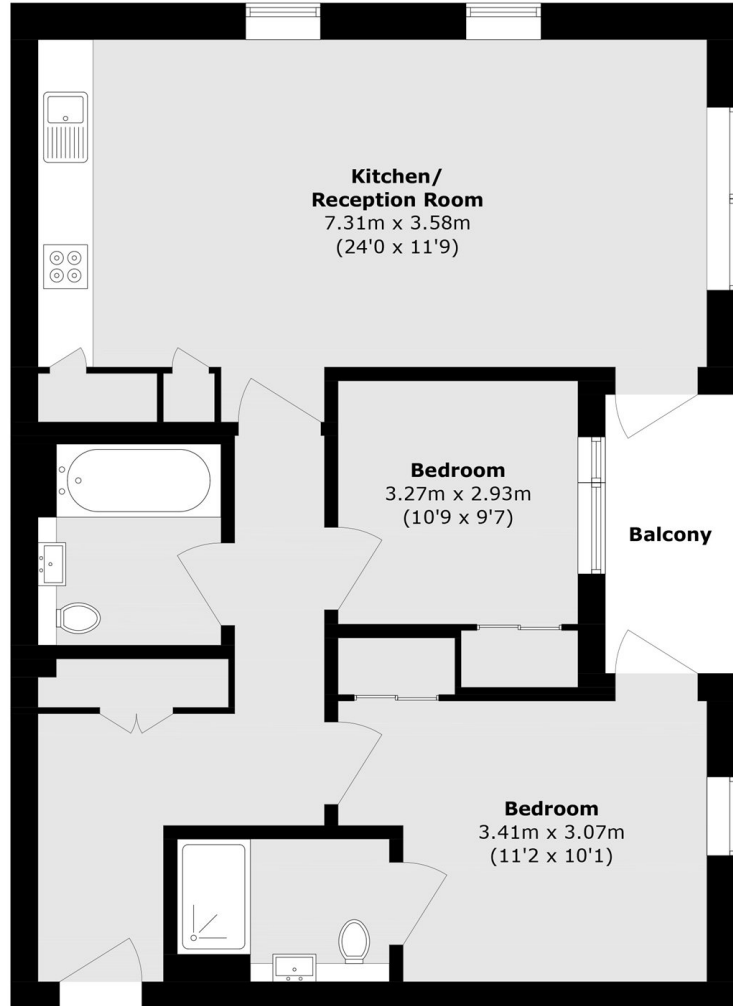 Kitchen/
Reception Room
7.31m x 3.58m
(24'0 x 11'9)
Bedroom
3.27m x 2.93m
(10'9 x 9'7)
Balcony
Bedroom
3.41m x 3.07m
(11'2 x 10'1)